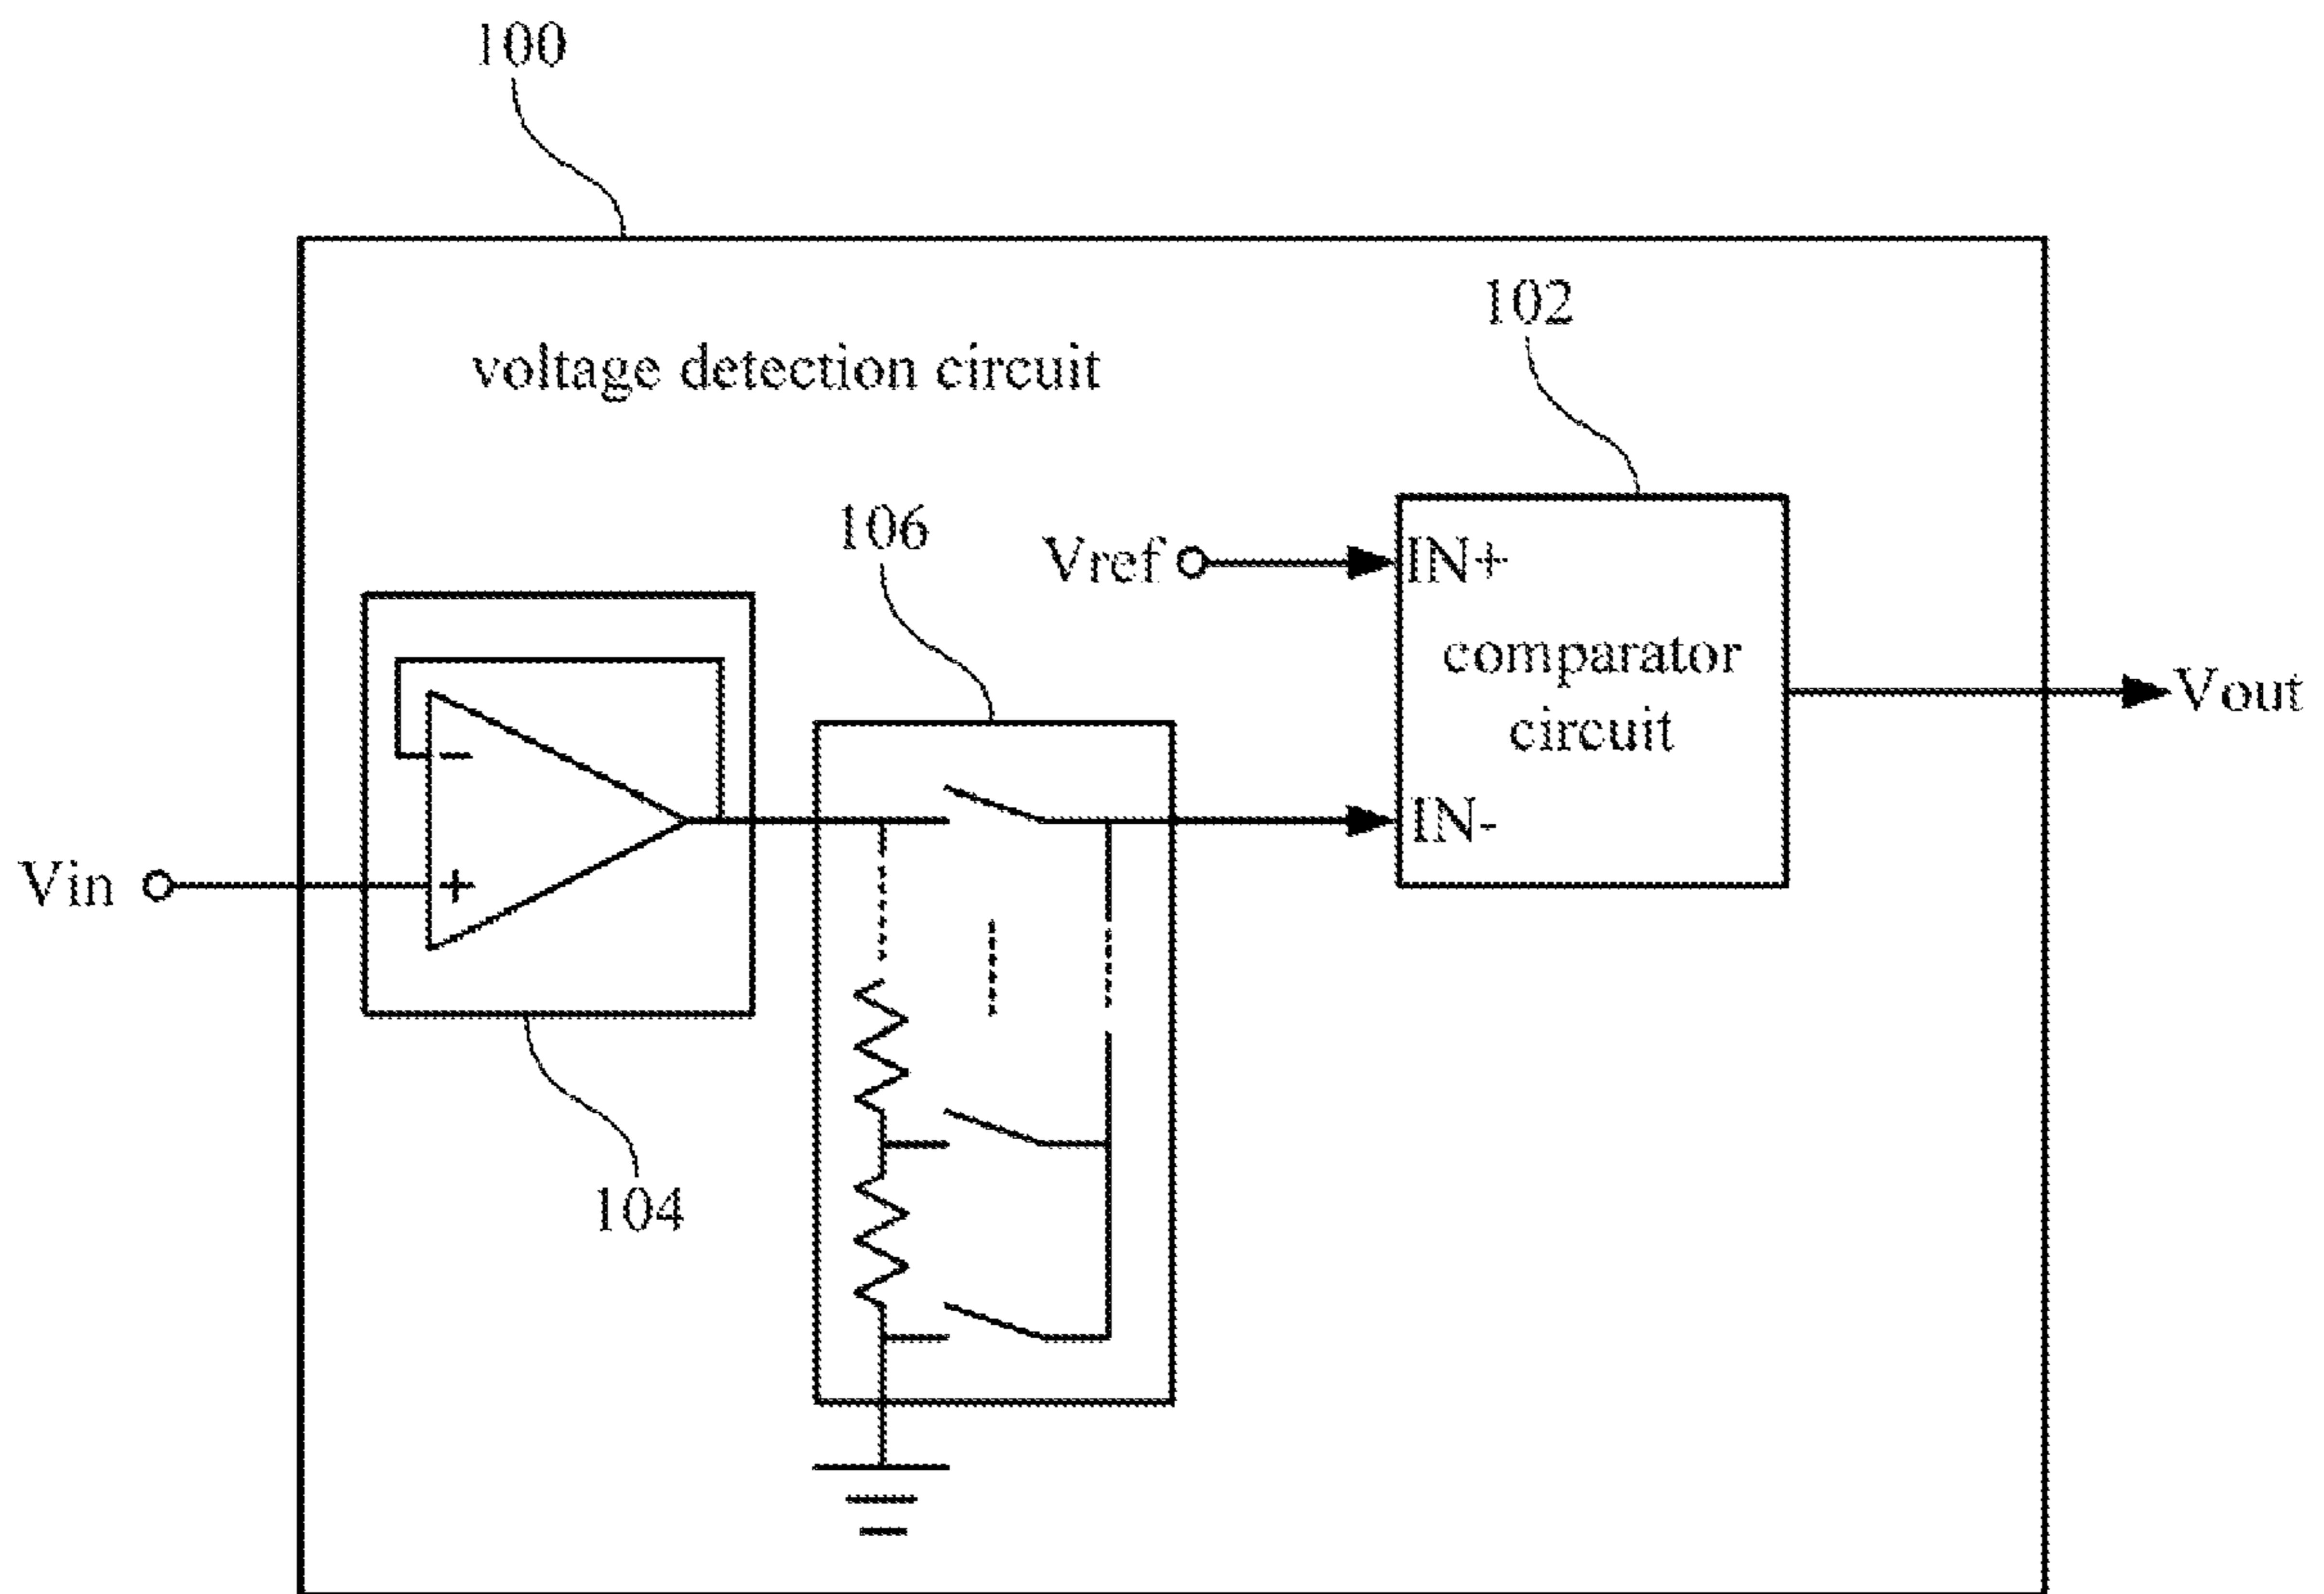 100
102
voltage detection circuit
106
Vref
IN+
comparator
circuit
Vout
−
IN-
Vin
+
104